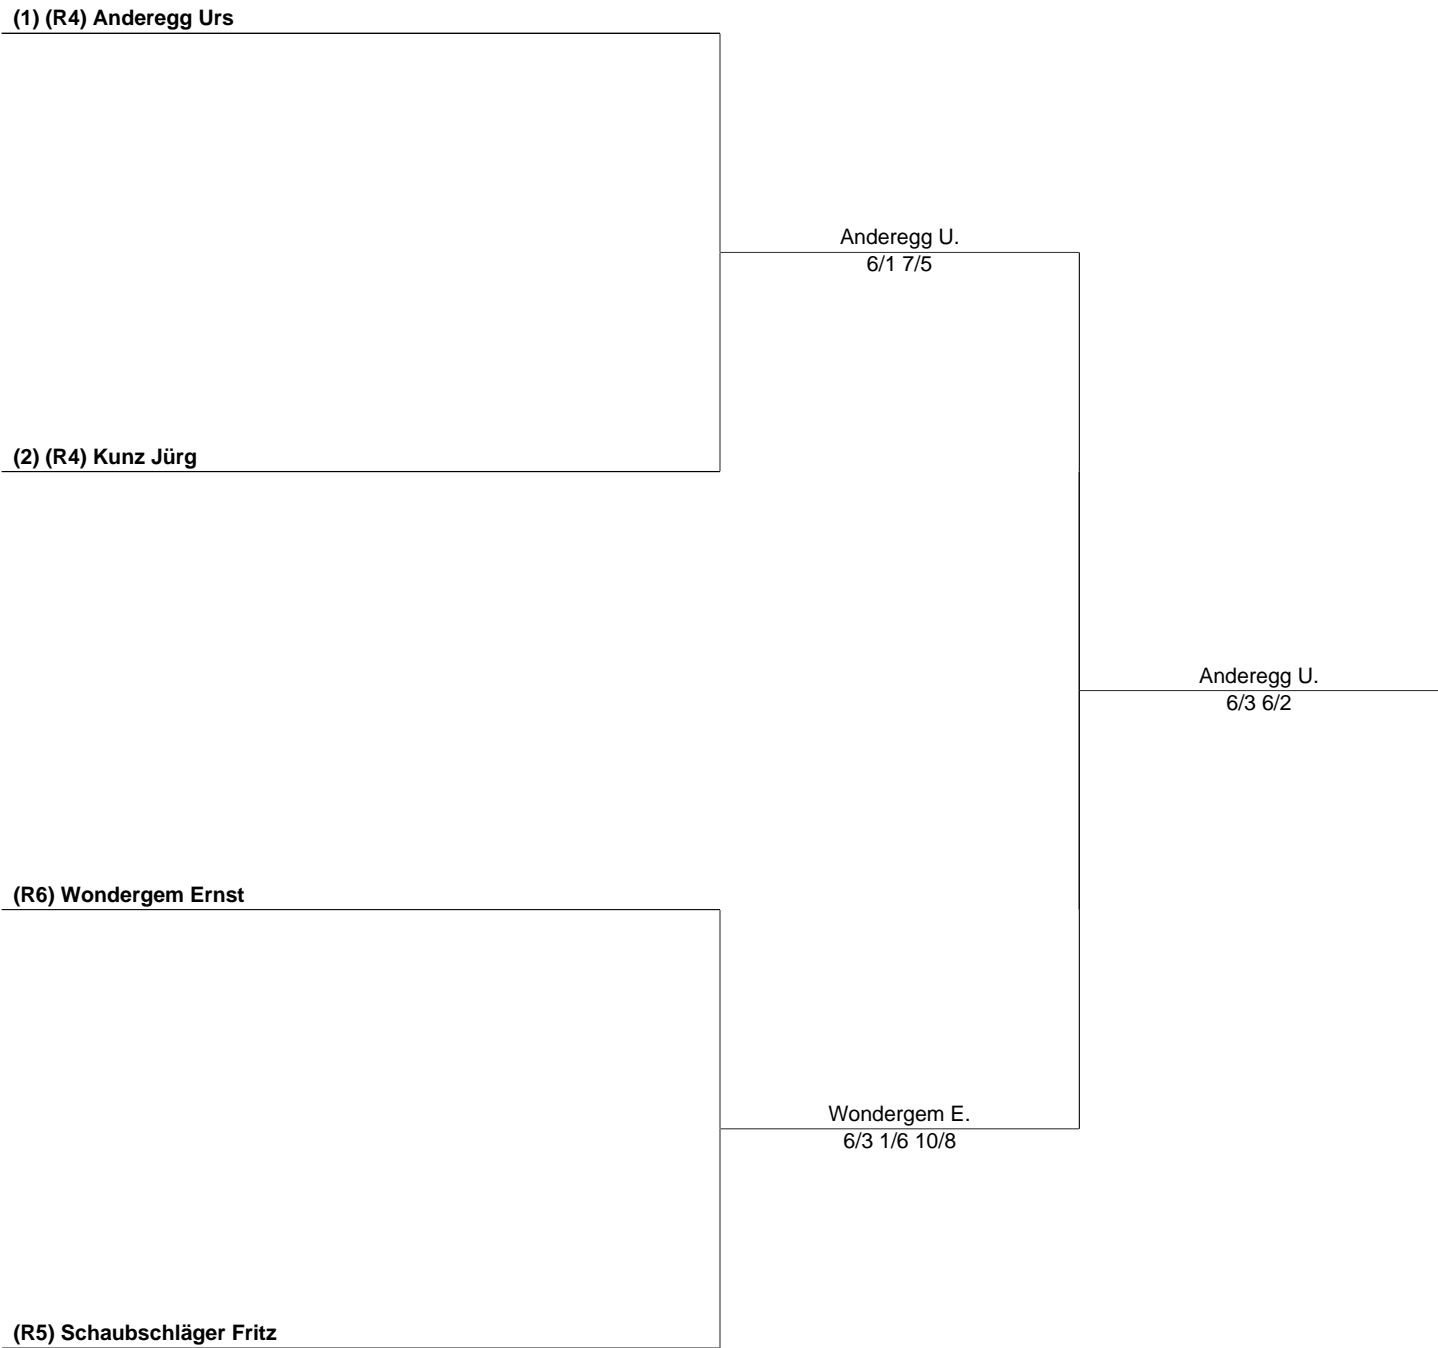 (1) (R4) Anderegg Urs
Anderegg U.
6/1 7/5
(2) (R4) Kunz Jürg
Anderegg U.
6/3 6/2
(R6) Wondergem Ernst
Wondergem E.
6/3 1/6 10/8
(R5) Schaubschläger Fritz